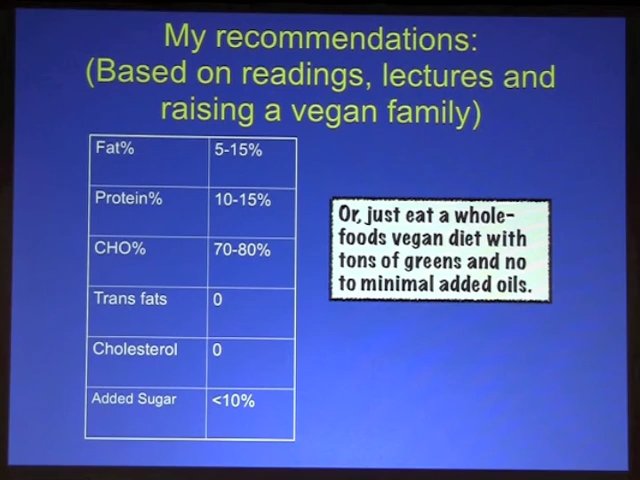 My recommendations:
(Based on readings, lectures and
raising a vegan family)
Fat% 5-15%
Protein% 10-15%
CHO% 70-80%
Trans fats 0
Cholesterol 0
Added Sugar <10%
Or, just eat a whole-
foods vegan diet with
tons of greens and no
to minimal added oils.